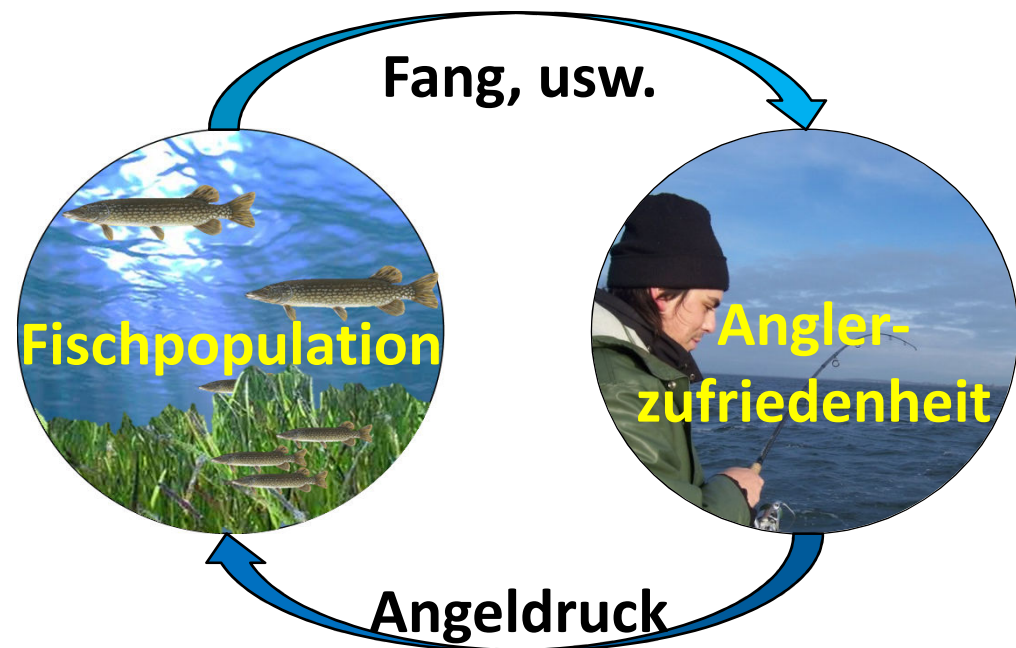 Fang, usw.
Fischpopulation
Angler-
zufriedenheit
Angeldruck